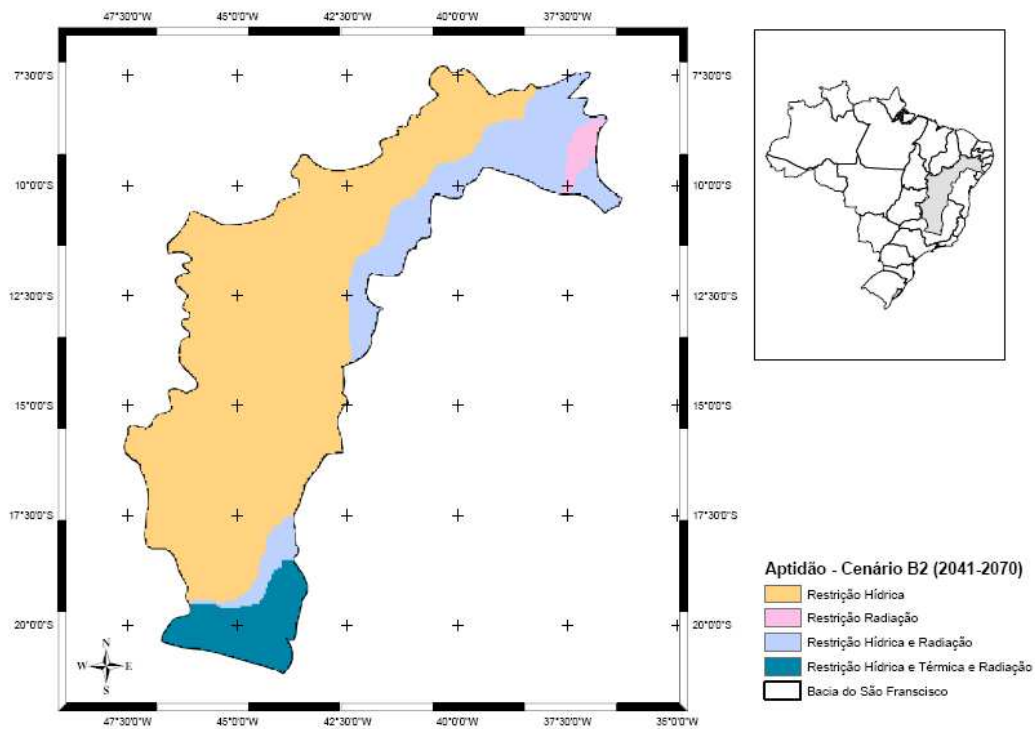 47°30'0"W 45°0'0"W 42°30'0"W 40°0'0"W 37°30'0"W 35°0'0"W
7°30'0"S 7°30'0"S
10°0'0"S 10°0'0"S
12°30'0"S 12°30'0"S
15°0'0"S 15°0'0"S
17°30'0"S 17°30'0"S
20°0'0"S 20°0'0"S
N
W E
S
47°30'0"W 45°0'0"W 42°30'0"W 40°0'0"W 37°30'0"W 35°0'0"W
Aptidão - Cenário B2 (2041-2070)
Restrição Hídrica
Restrição Radiação
Restrição Hídrica e Radiação
Restrição Hídrica e Térmica e Radiação
Bacia do São Franscisco